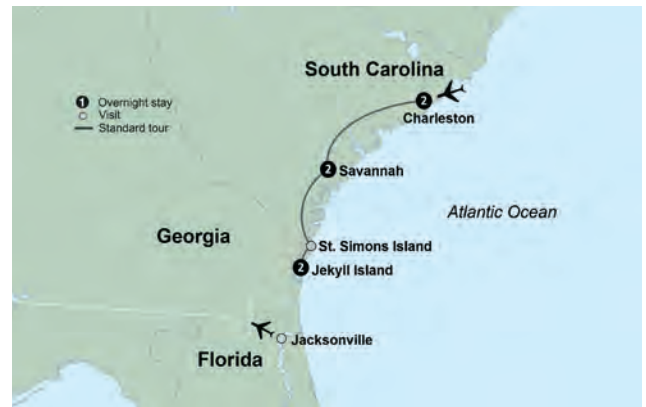 South Carolina
1 Overnight stay
Visit
Standard tour
2
Charleston
2 Savannah
Atlantic Ocean
Georgia
St. Simons Island
2 Jekyll Island
Jacksonville
Florida